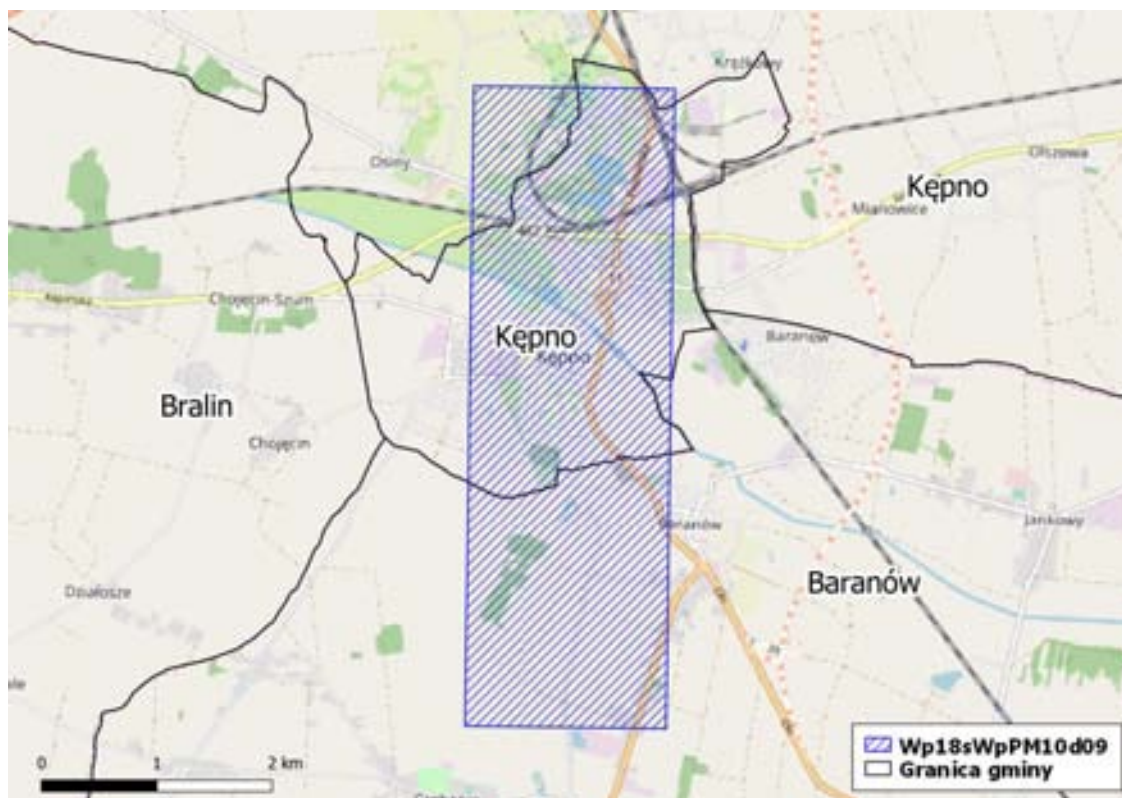 Krążkowy
Osiny
Olszowa
Kępno
Mianowice
Chojęcin-Szum
Baranów
Kępno
Kępno
Bralin
Chojęcin
Baranów
Jankowy
Baranów
Działosze
0 1 2 km
Wp18sWpPM10d09
Granica gminy